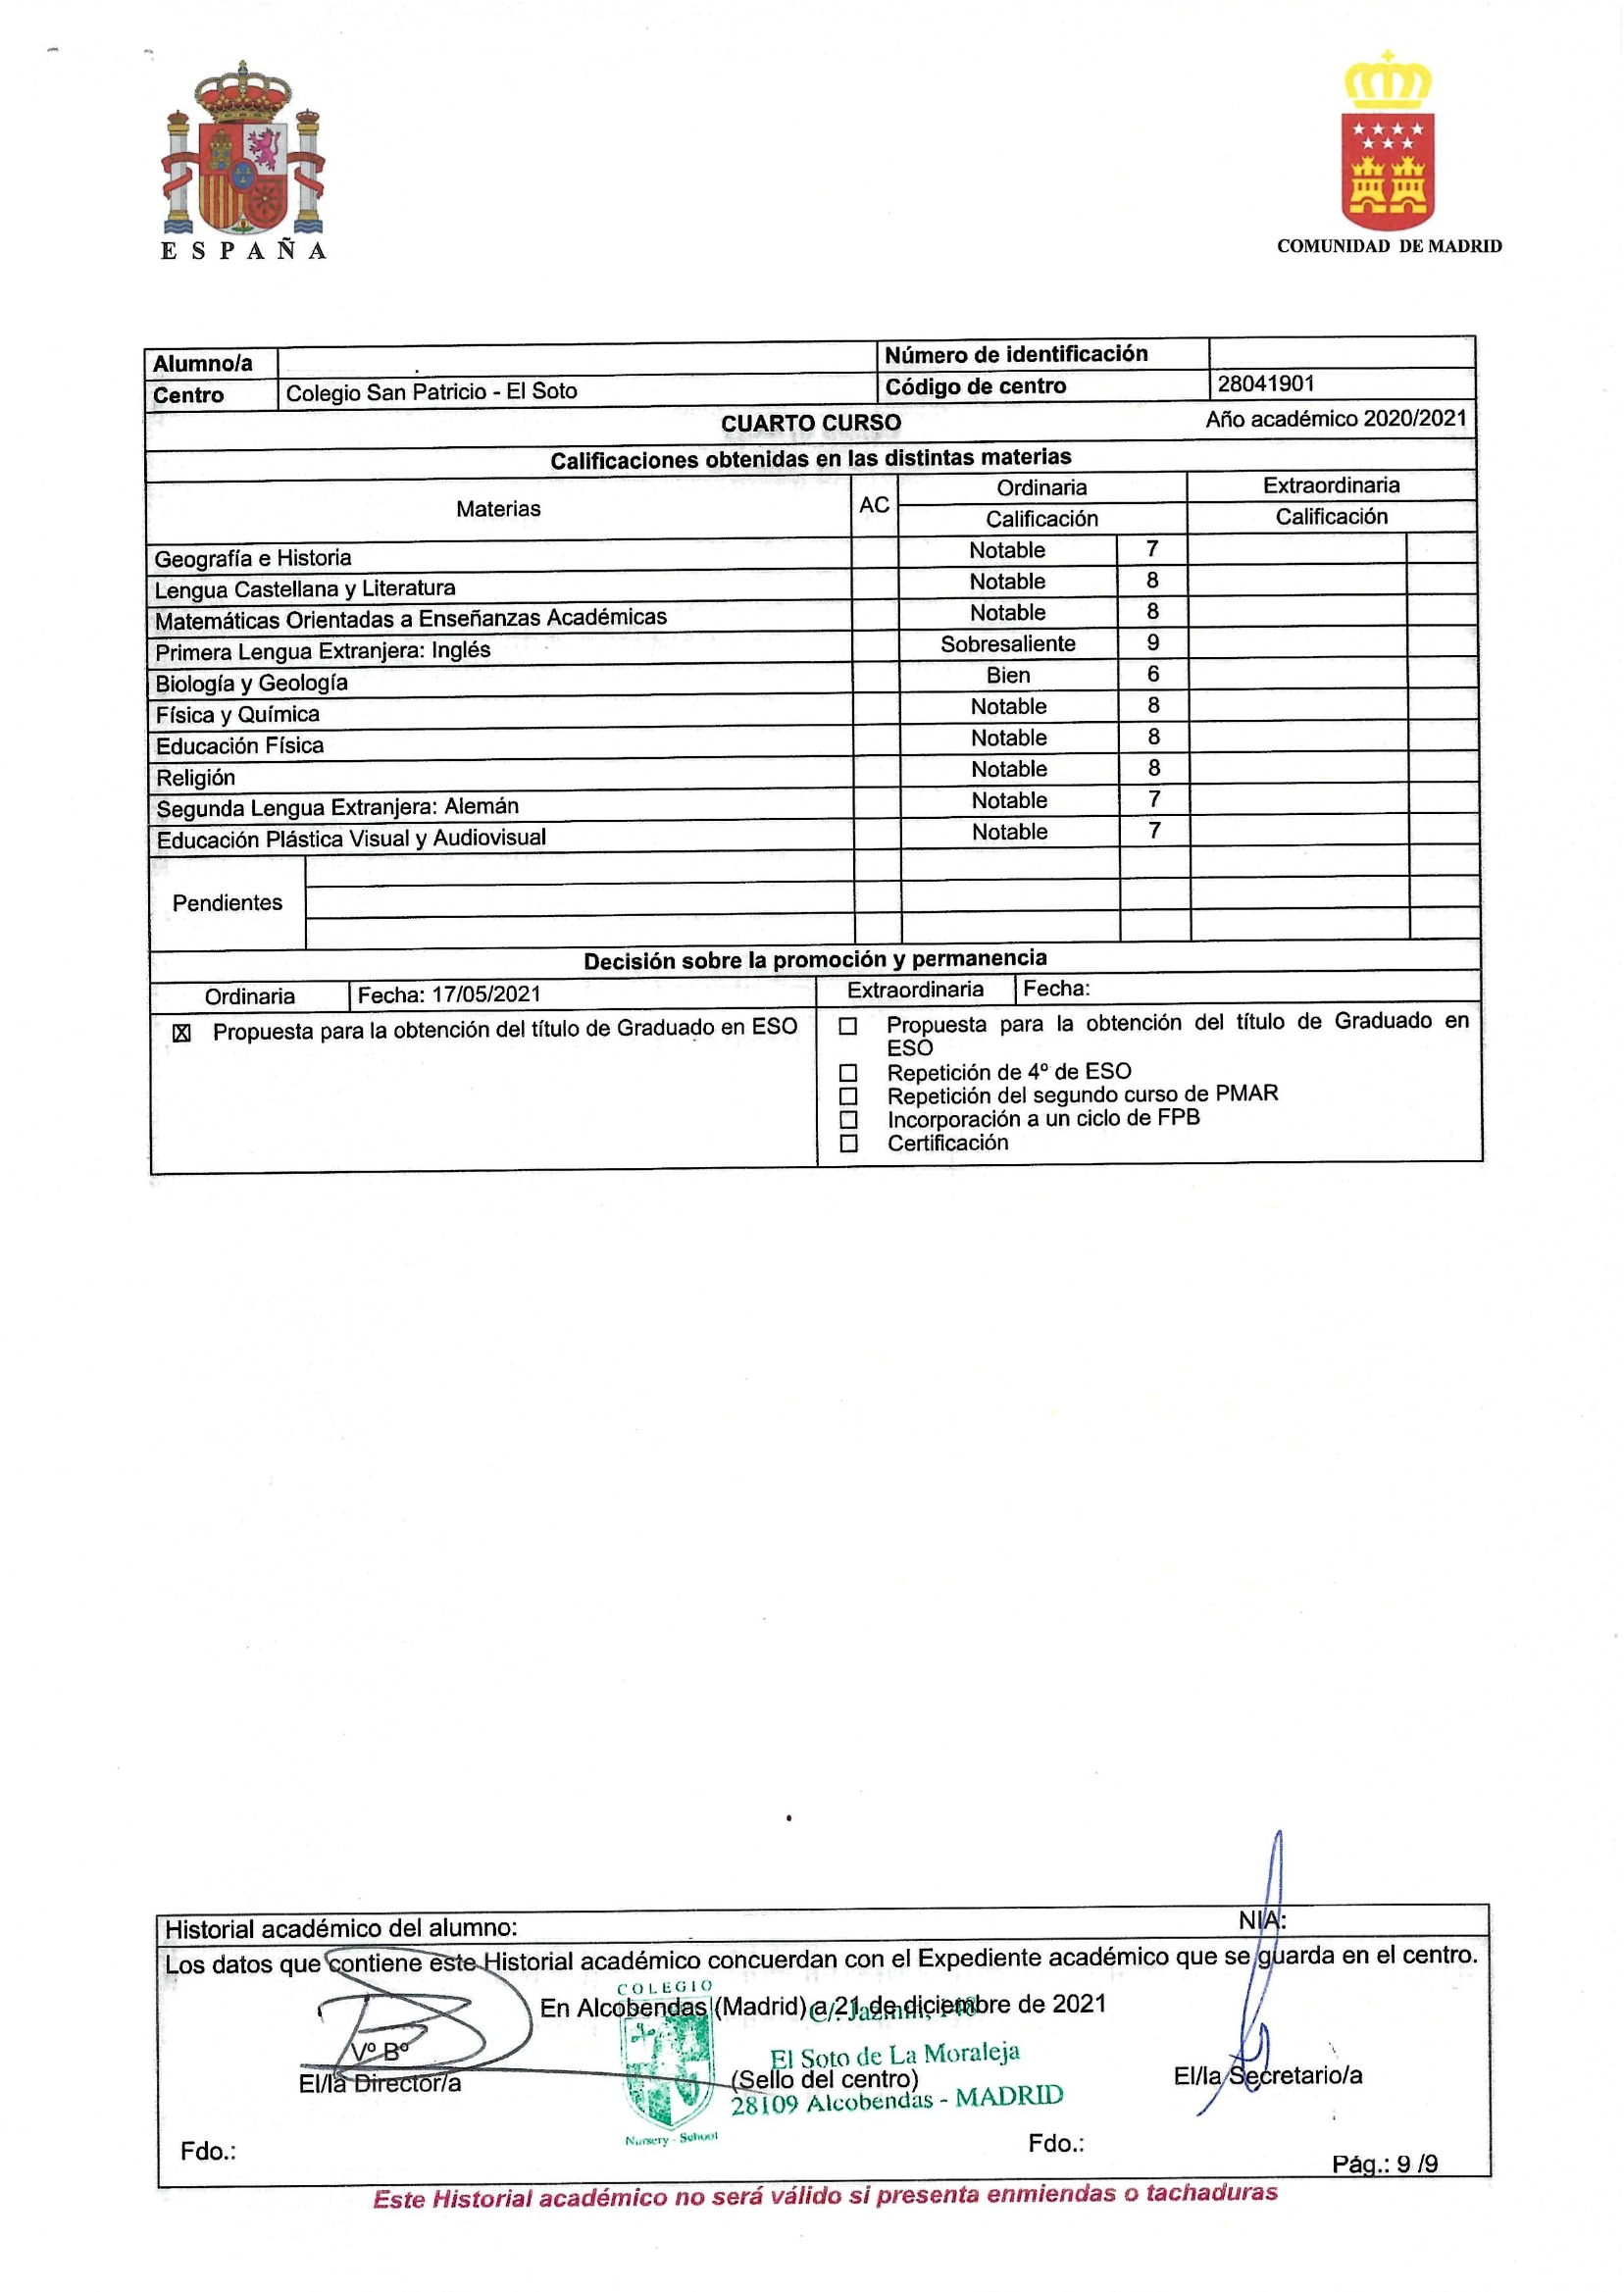 ESPAÑA
COMUNIDAD DE MADRID
Alumno/a
Número de identificación
Centro Colegio San Patricio - El Soto Código de centro 28041901
CUARTO CURSO Año académico 2020/2021
Calificaciones obtenidas en las distintas materias
Materias AC Ordinaria Extraordinaria
Calificación Calificación
Geografía e Historia Notable 7
Lengua Castellana y Literatura Notable 8
Matemáticas Orientadas a Enseñanzas Académicas Notable 8
Primera Lengua Extranjera: Inglés Sobresaliente 9
Biología y Geología Bien 6
Física y Química Notable 8
Educación Física Notable 8
Religión Notable 8
Segunda Lengua Extranjera: Alemán Notable 7
Educación Plástica Visual y Audiovisual Notable 7
Pendientes
Decisión sobre la promoción y permanencia
Ordinaria Fecha: 17/05/2021 Extraordinaria Fecha:
☒ Propuesta para la obtención del título de Graduado en ESO
☐ Propuesta para la obtención del título de Graduado en
ESO
☐ Repetición de 4º de ESO
☐ Repetición del segundo curso de PMAR
☐ Incorporación a un ciclo de FPB
☐ Certificación
Historial académico del alumno: NIA:
Los datos que contiene este Historial académico concuerdan con el Expediente académico que se guarda en el centro.
COLEGIO
En Alcobendas (Madrid) a 21 de diciembre de 2021
C/. Jazmín, 148
Vº Bº
El Soto de La Moraleja
El/la Director/a (Sello del centro) El/la Secretario/a
28109 Alcobendas - MADRID
Nursery - School
Fdo.: Fdo.:
Pág.: 9 /9
Este Historial académico no será válido si presenta enmiendas o tachaduras